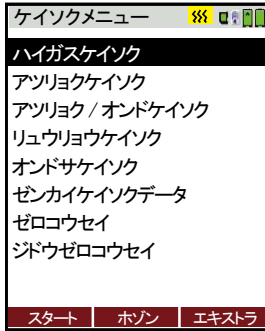 ケイソクメニュー
ハイガスケイソク
アツリョクケイソク
アツリョク / オンドケイソク
リュウリョウケイソク
オンドサケイソク
ゼンカイケイソクデータ
ゼロコウセイ
ジドウゼロコウセイ
スタート ホゾン エキストラ